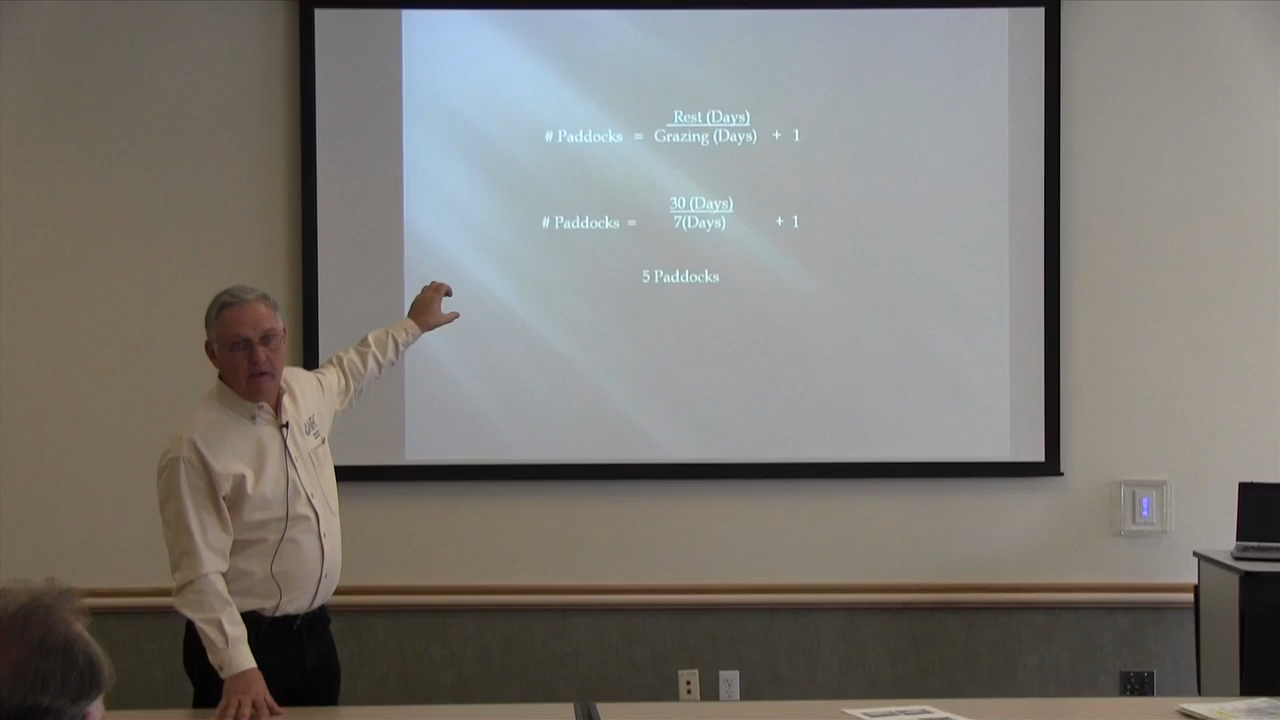 Rest (Days)
# Paddocks = Grazing (Days) + 1
30 (Days)
# Paddocks = 7(Days) + 1
5 Paddocks